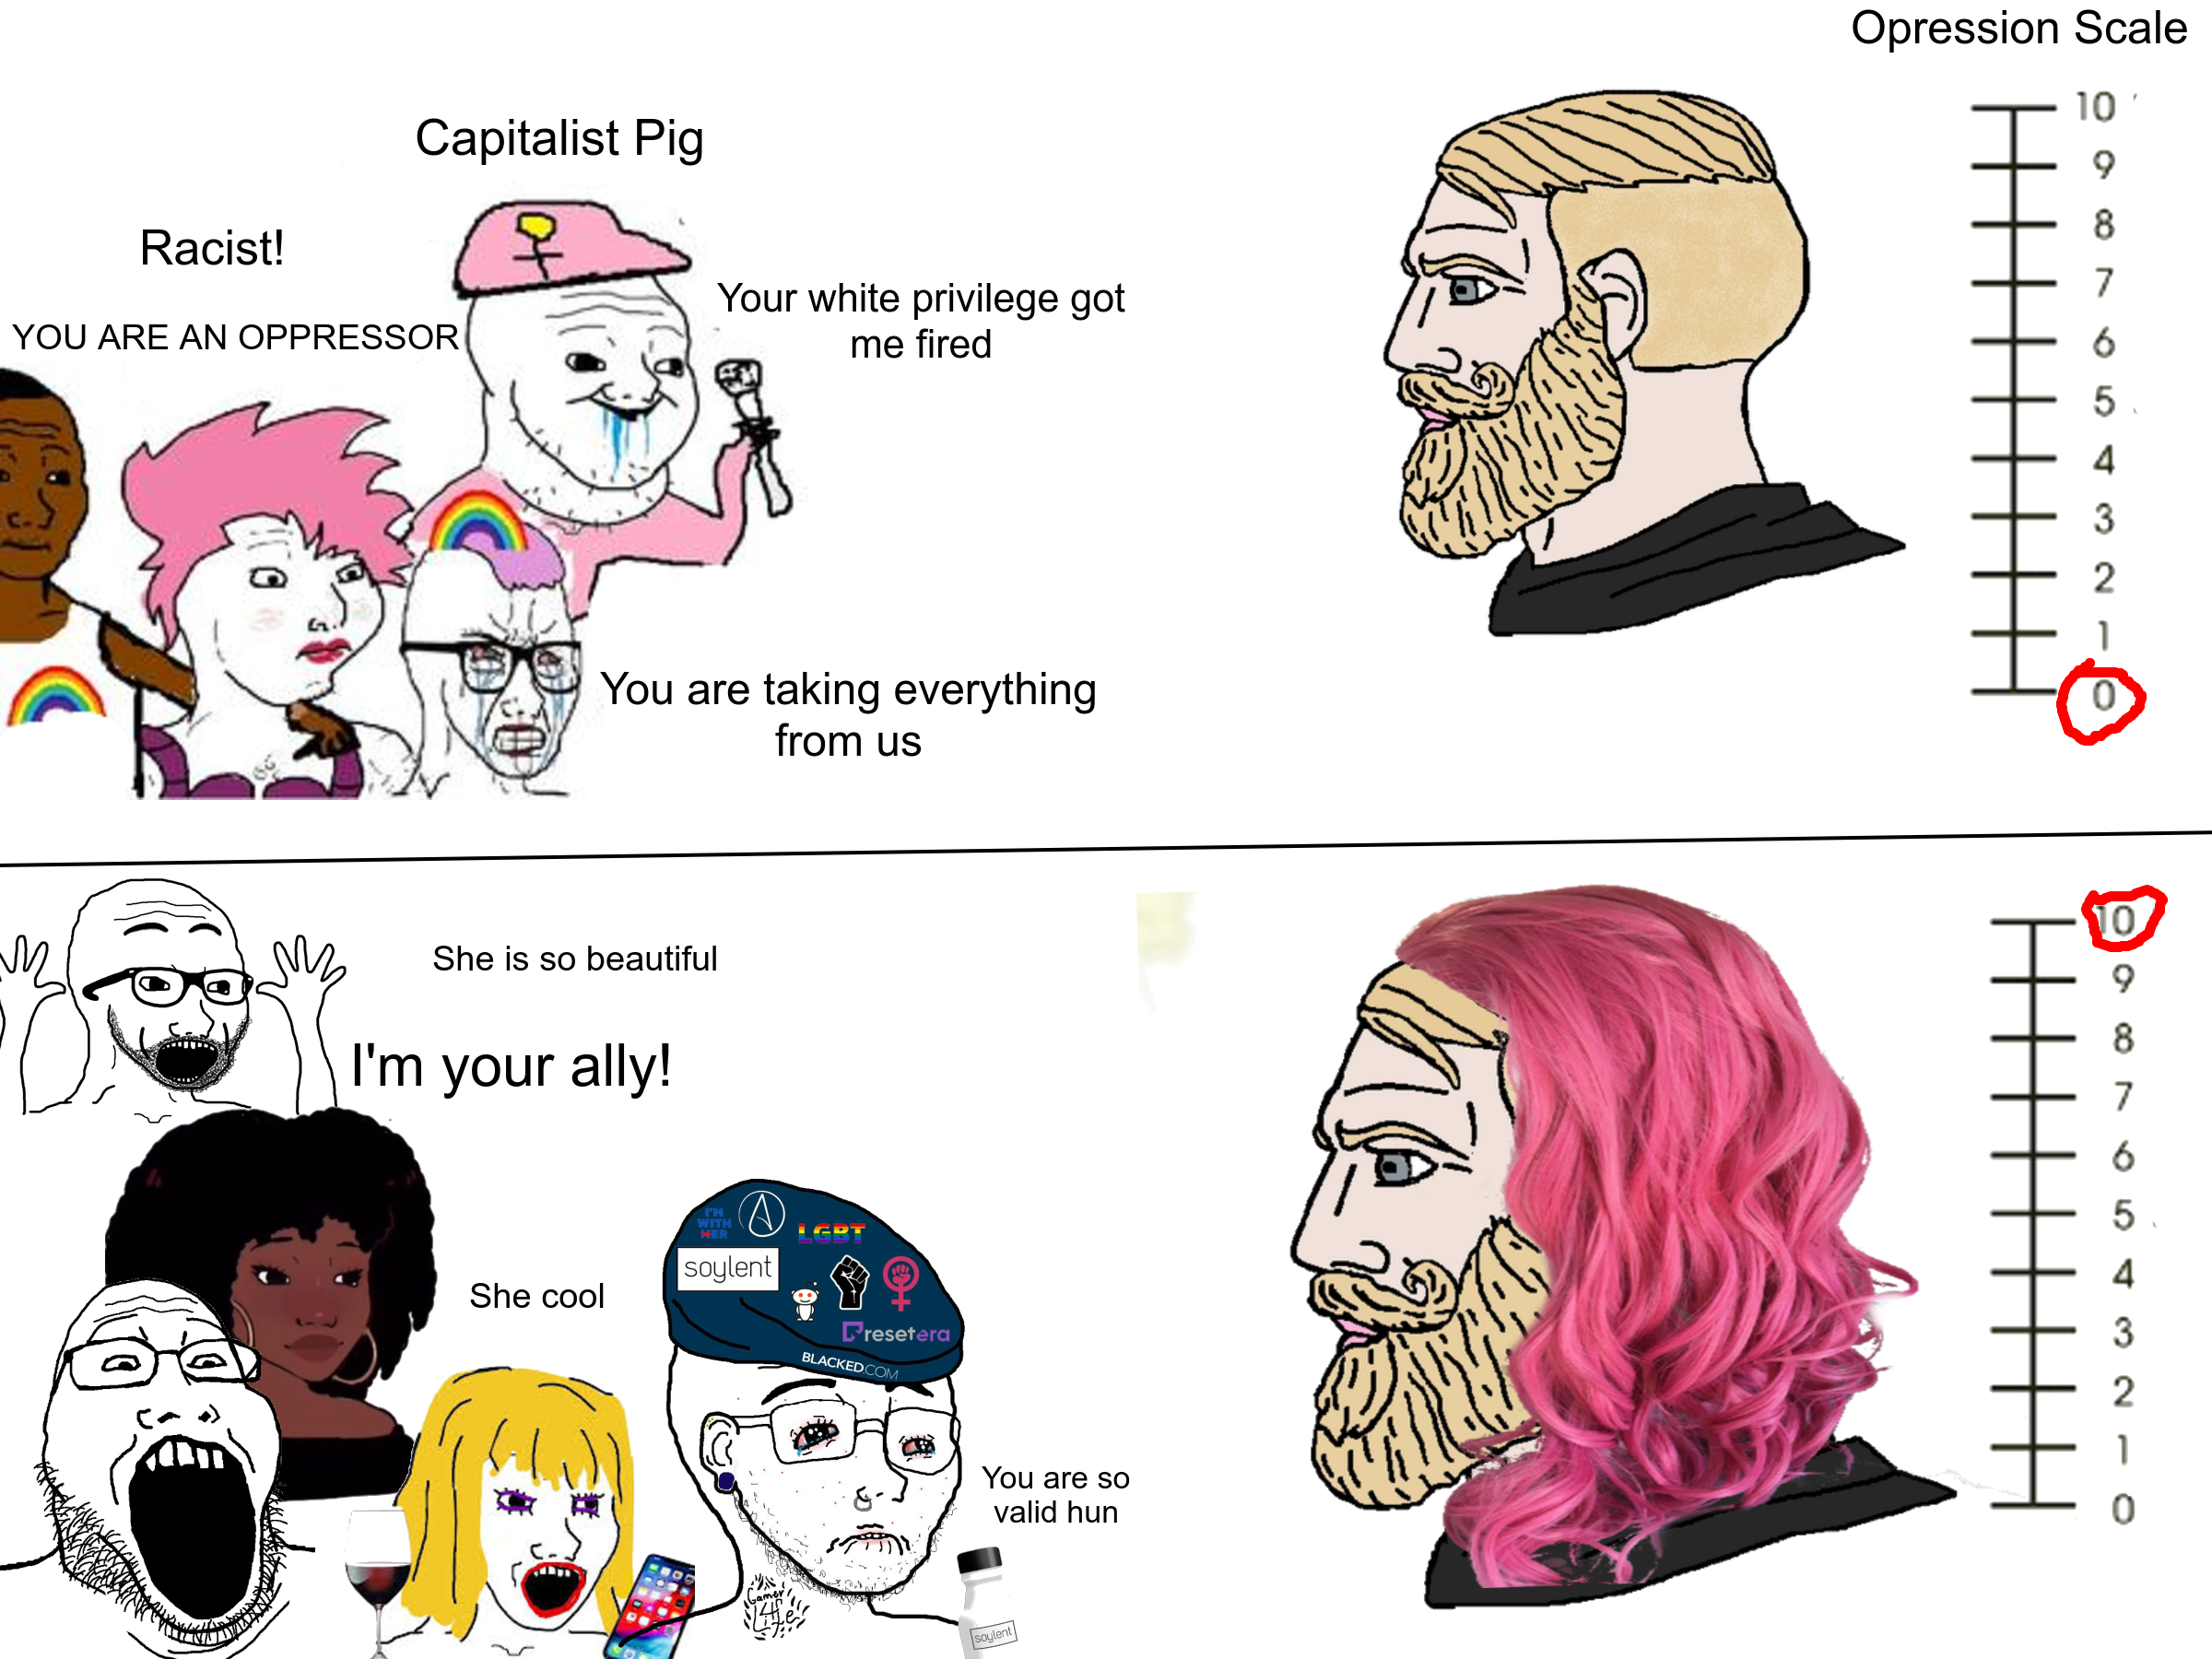 Opression Scale
Capitalist Pig
Racist!
YOU ARE AN OPPRESSOR
Your white privilege got
me fired
You are taking everything
from us
10
9
8
7
6
5
4
3
2
1
0
She is so beautiful
I'm your ally!
She cool
I'M
WITH
HER
LGBT
soylent
resetera
BLACKED.COM
You are so
valid hun
Gamer
4
Life
soylent
10
9
8
7
6
5
4
3
2
1
0